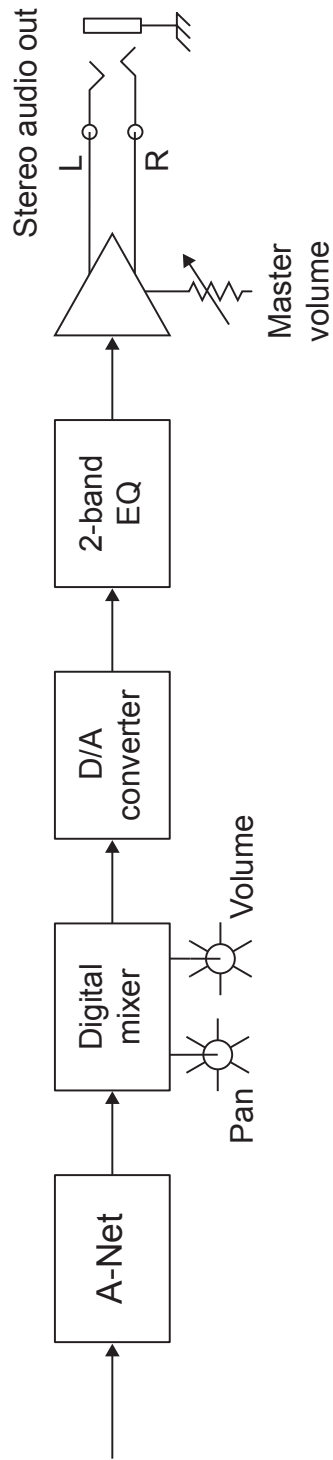 A-Net
Digital
mixer
Pan
Volume
D/A
converter
2-band
EQ
Master
volume
L
R
Stereo audio out